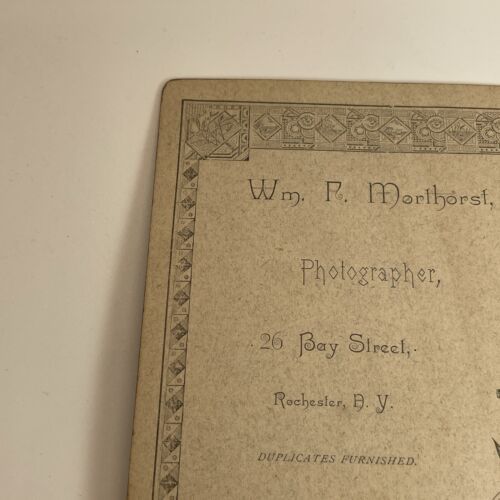 Wm. F. Morthorst,
Photographer,
· 26 Bay Street, ·
Rochester, N. Y.
DUPLICATES FURNISHED.